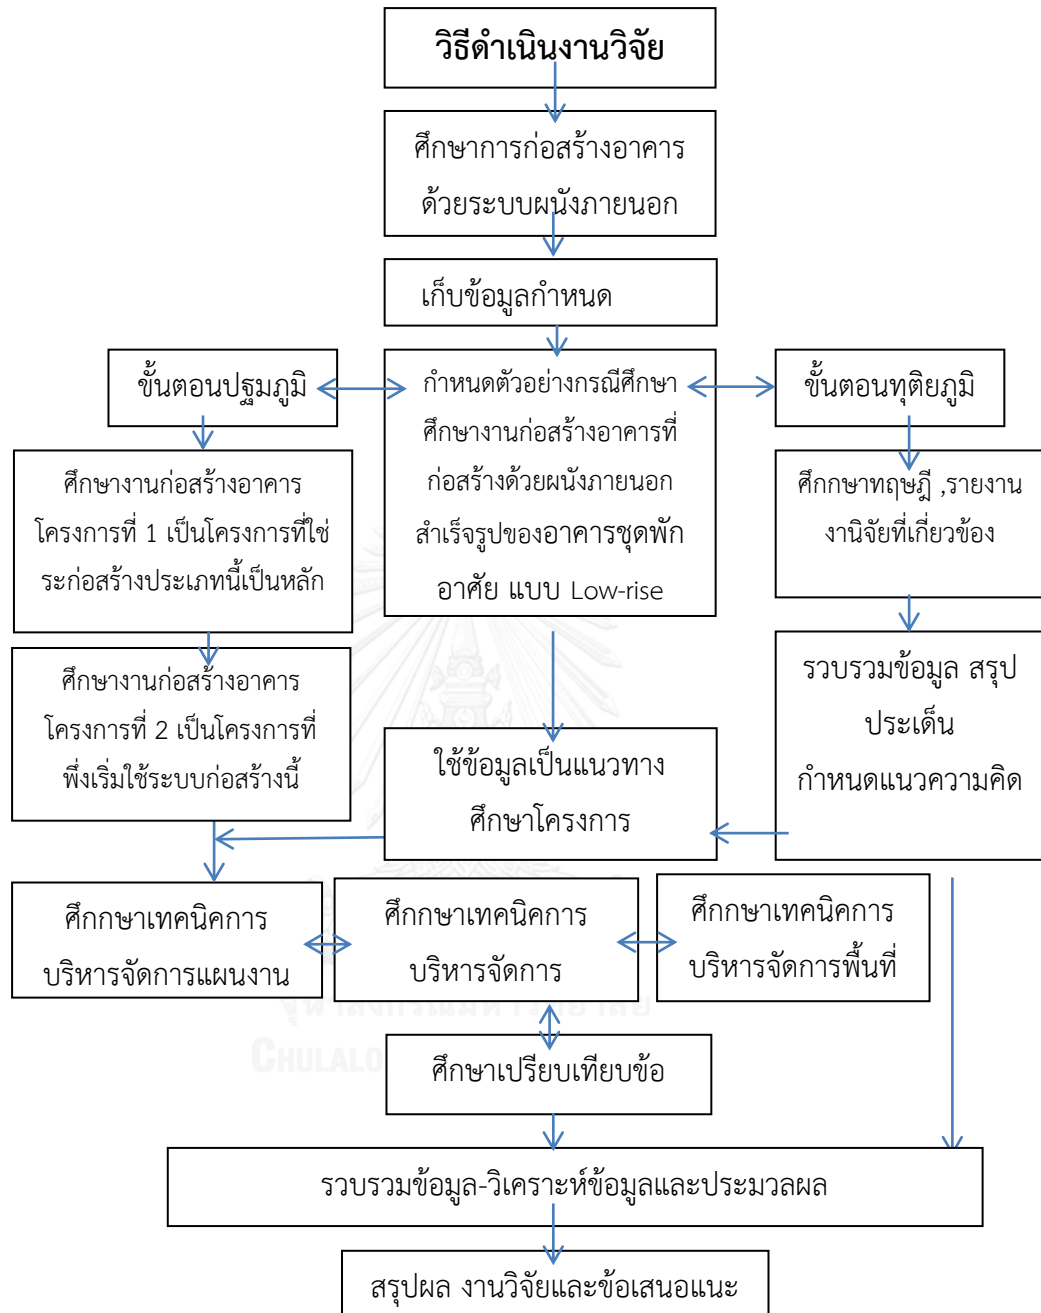 วิธีดำเนินงานวิจัย
ศึกษาการก่อสร้างอาคาร
ด้วยระบบผนังภายนอก
เก็บข้อมูลกำหนด
ขั้นตอนปฐมภูมิ
กำหนดตัวอย่างกรณีศึกษา
ศึกษางานก่อสร้างอาคารที่
ก่อสร้างด้วยผนังภายนอก
สำเร็จรูปของอาคารชุดพัก
อาศัย แบบ Low-rise
ขั้นตอนทุติยภูมิ
ศึกษางานก่อสร้างอาคาร
โครงการที่ 1 เป็นโครงการที่ใช่
ระก่อสร้างประเภทนี้เป็นหลัก
ศึกกษาทฤษฎี ,รายงาน
งานิจัยที่เกี่ยวข้อง
ศึกษางานก่อสร้างอาคาร
โครงการที่ 2 เป็นโครงการที่
พึ่งเริ่มใช้ระบบก่อสร้างนี้
รวบรวมข้อมูล สรุป
ประเด็น
กำหนดแนวความคิด
ใช้ข้อมูลเป็นแนวทาง
ศึกษาโครงการ
ศึกกษาเทคนิคการ
บริหารจัดการแผนงาน
ศึกกษาเทคนิคการ
บริหารจัดการ
ศึกกษาเทคนิคการ
บริหารจัดการพื้นที่
จุฬาลงกรณ์มหาวิทยาลัย
CHULALO
ศึกษาเปรียบเทียบข้อ
รวบรวมข้อมูล-วิเคราะห์ข้อมูลและประมวลผล
สรุปผล งานวิจัยและข้อเสนอแนะ